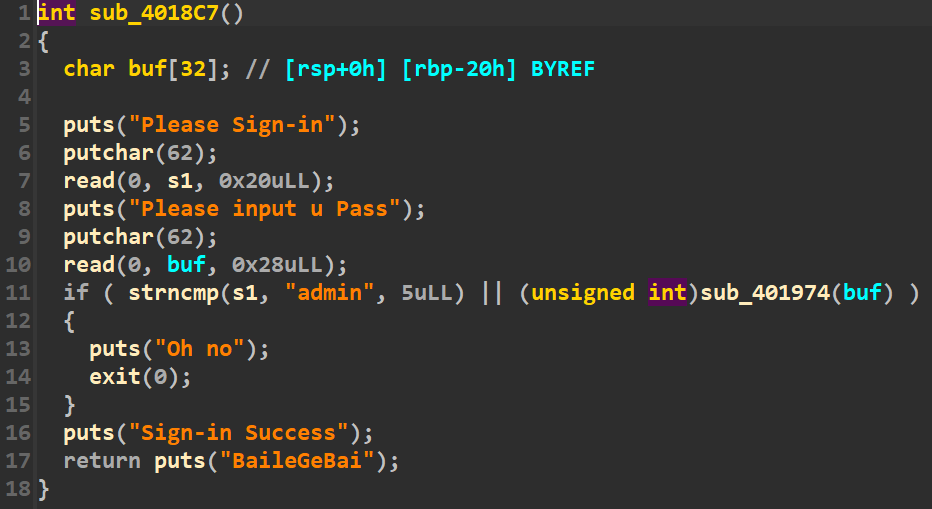 1 int sub_4018C7()
2 {
3   char buf[32]; // [rsp+0h] [rbp-20h] BYREF
4
5   puts("Please Sign-in");
6   putchar(62);
7   read(0, s1, 0x20uLL);
8   puts("Please input u Pass");
9   putchar(62);
10   read(0, buf, 0x28uLL);
11   if ( strncmp(s1, "admin", 5uLL) || (unsigned int)sub_401974(buf) )
12   {
13     puts("Oh no");
14     exit(0);
15   }
16   puts("Sign-in Success");
17   return puts("BaileGeBai");
18 }